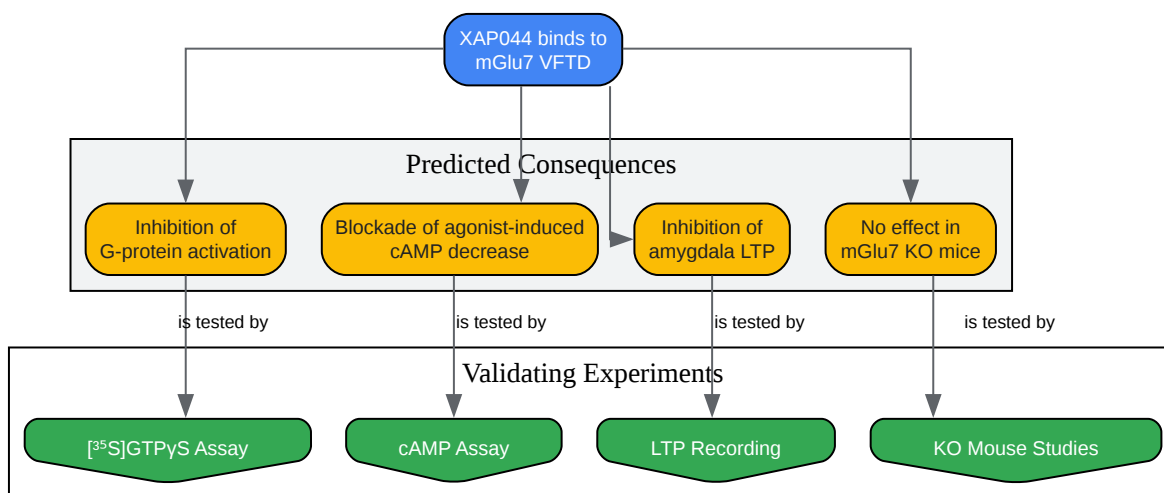 XAP044 binds to
mGlu7 VFTD
Predicted Consequences
Inhibition of
G-protein activation
Blockade of agonist-induced
cAMP decrease
Inhibition of
amygdala LTP
No effect in
mGlu7 KO mice
is tested by
is tested by
is tested by
is tested by
Validating Experiments
[³⁵S]GTPγS Assay
cAMP Assay
LTP Recording
KO Mouse Studies